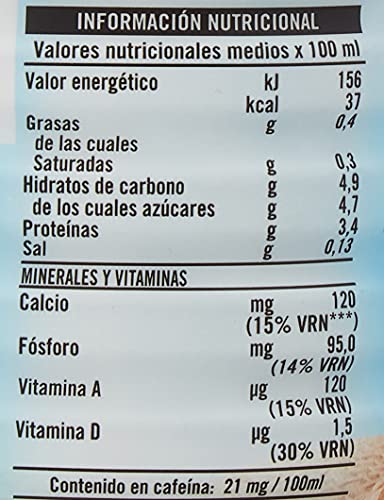 INFORMACIÓN NUTRICIONAL
Valores nutricionales medios x 100 ml
Valor energético kJ 156
kcal 37
Grasas g 0,4
de las cuales
Saturadas g 0,3
Hidratos de carbono g 4,9
de los cuales azúcares g 4,7
Proteínas g 3,4
Sal g 0,13
MINERALES Y VITAMINAS
Calcio mg 120
(15% VRN***)
Fósforo mg 95,0
(14% VRN)
Vitamina A µg 120
(15% VRN)
Vitamina D µg 1,5
(30% VRN)
Contenido en cafeína: 21 mg / 100ml